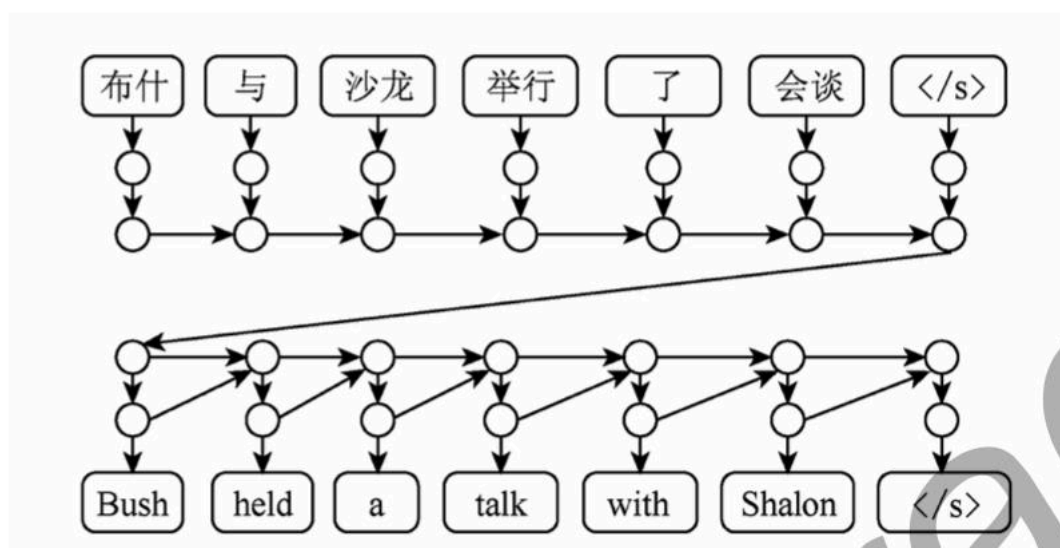 布什 与 沙龙 举行 了 会谈 </s>
Bush held a talk with Shalon </s>